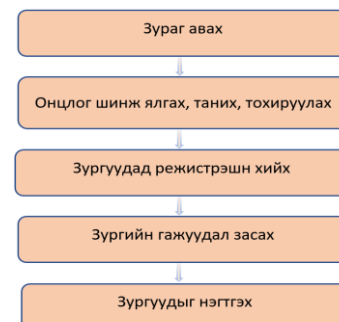 Зураг авах
Онцлог шинж ялгах, таних, тохируулах
Зургуудад режистрэшн хийх
Зургийн гажуудал засах
Зургуудыг нэгтгэх